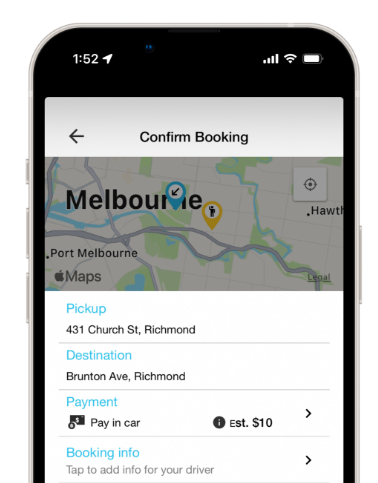 1:52
Confirm Booking
Melbourne
Hawt
Port Melbourne
Maps
Legal
Pickup
431 Church St, Richmond
Destination
Brunton Ave, Richmond
Payment
$
Pay in car
i Est. $10
Booking info
Tap to add info for your driver